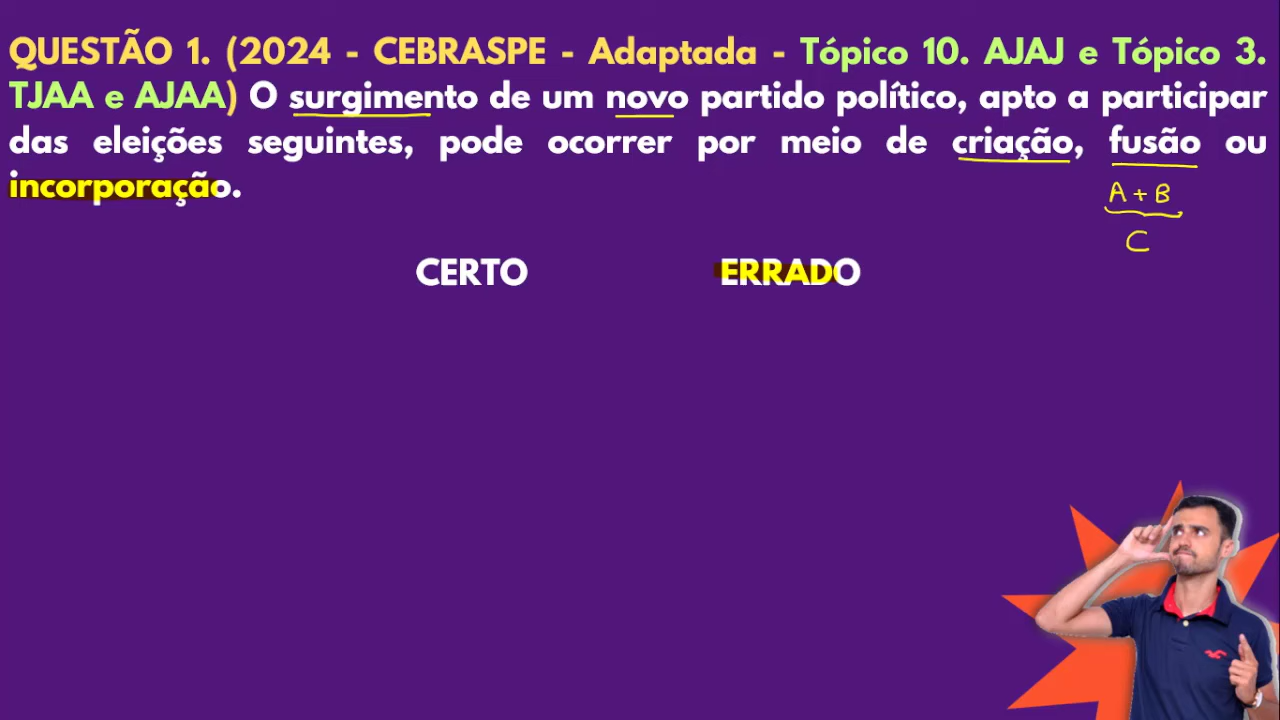 QUESTÃO 1. (2024 - CEBRASPE - Adaptada - Tópico 10. AJAJ e Tópico 3.
TJAA e AJAA) O surgimento de um novo partido político, apto a participar
das eleições seguintes, pode ocorrer por meio de criação, fusão ou
incorporação.
A + B
C
CERTO ERRADO